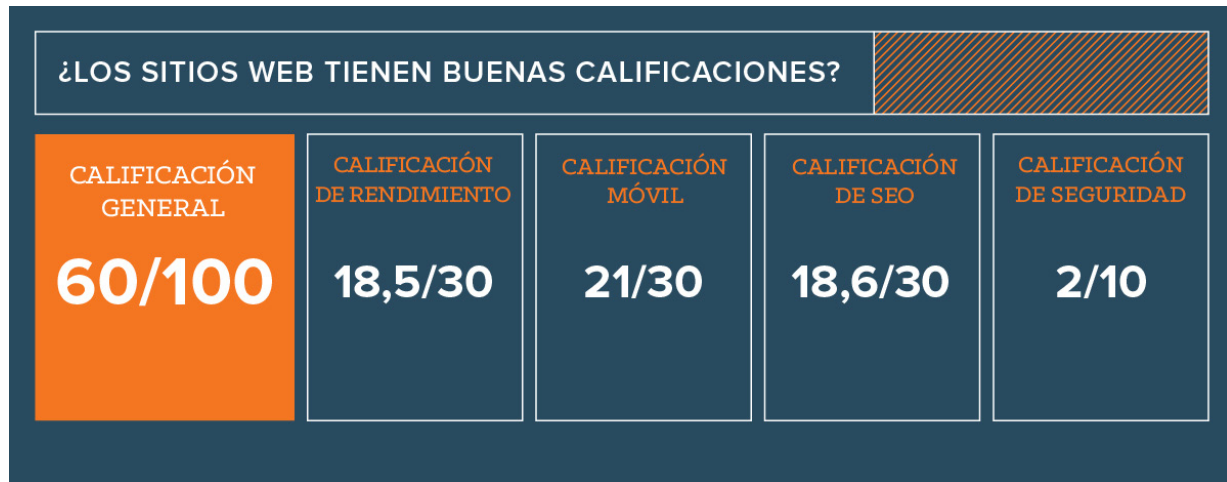 ¿LOS SITIOS WEB TIENEN BUENAS CALIFICACIONES?
CALIFICACIÓN
GENERAL
60/100
CALIFICACIÓN
DE RENDIMIENTO
18,5/30
CALIFICACIÓN
MÓVIL
21/30
CALIFICACIÓN
DE SEO
18,6/30
CALIFICACIÓN
DE SEGURIDAD
2/10